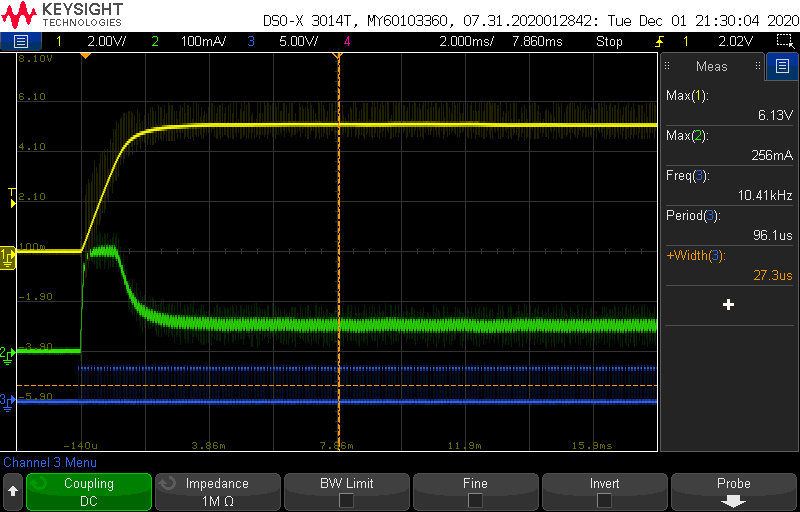 KEYSIGHT
TECHNOLOGIES
DSO-X 3014T, MY60103360, 07.31.2020012842: Tue Dec 01 21:30:04 2020
1 2.00V/ 2 100mA/ 3 5.00V/ 4 2.000ms/ 7.860ms Stop 1 2.02V
8.10V
6.10
4.10
T
2.10
1 100m
-1.90
2 -3.90
3 -5.90
-140u 3.86m 7.86m 11.9m 15.9ms
Meas
Max(1):
6.13V
Max(2):
256mA
Freq(3):
10.41kHz
Period(3):
96.1us
+Width(3):
27.3us
Channel 3 Menu
Coupling
DC
Impedance
1M Ω
BW Limit
Fine
Invert
Probe